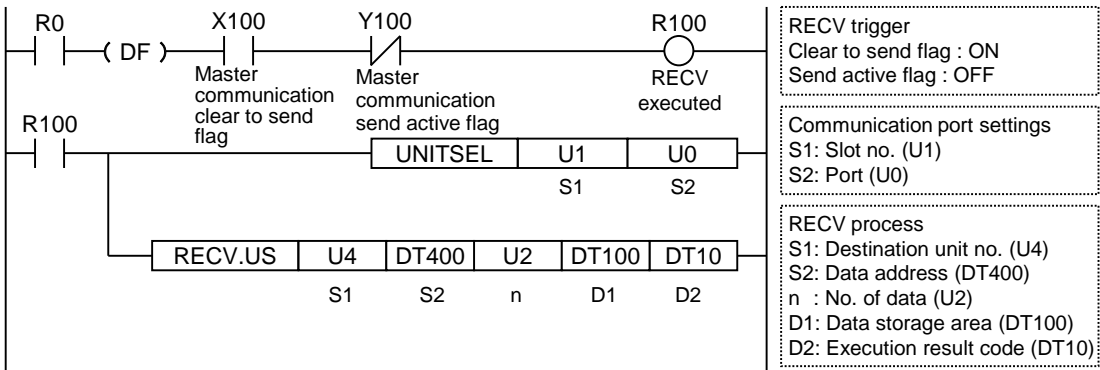 R0
X100
Y100
R100
( DF )
Master
communication
clear to send
flag
Master
communication
send active flag
RECV
executed
RECV trigger
Clear to send flag : ON
Send active flag : OFF
R100
UNITSEL U1 U0
S1 S2
Communication port settings
S1: Slot no. (U1)
S2: Port (U0)
RECV.US U4 DT400 U2 DT100 DT10
S1 S2 n D1 D2
RECV process
S1: Destination unit no. (U4)
S2: Data address (DT400)
n : No. of data (U2)
D1: Data storage area (DT100)
D2: Execution result code (DT10)